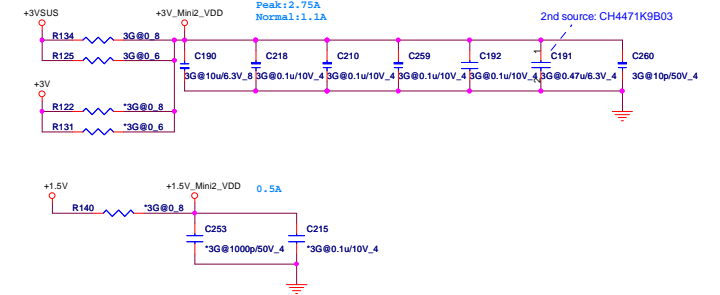 Peak:2.75A
Normal:1.1A
+3VSUS
+3V_Mini2_VDD
2nd source: CH4471K9B03
R134 3G@0_8
R125 3G@0_6
C190
3G@10u/6.3V_8
C218
3G@0.1u/10V_4
C210
3G@0.1u/10V_4
C259
3G@0.1u/10V_4
C192
3G@0.1u/10V_4
C191
1
2
3G@0.47u/6.3V_4
C260
3G@10p/50V_4
+3V
R122 *3G@0_8
R131 *3G@0_6
+1.5V
+1.5V_Mini2_VDD
0.5A
R140 *3G@0_8
C253
*3G@1000p/50V_4
C215
*3G@0.1u/10V_4